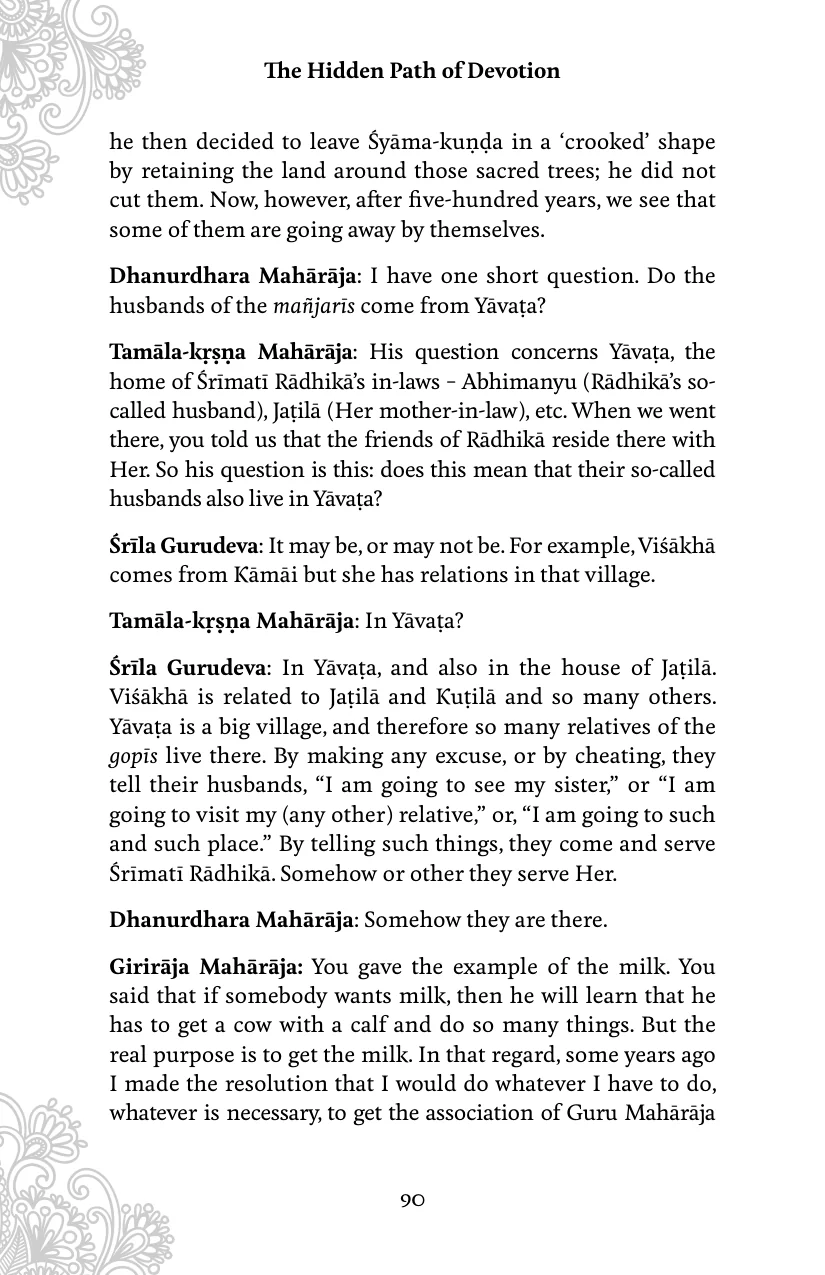 The Hidden Path of Devotion
he then decided to leave Śyāma-kuṇḍa in a ‘crooked’ shape
by retaining the land around those sacred trees; he did not
cut them. Now, however, after five-hundred years, we see that
some of them are going away by themselves.
Dhanurdhara Mahārāja: I have one short question. Do the
husbands of the mañjarīs come from Yāvaṭa?
Tamāla-kṛṣṇa Mahārāja: His question concerns Yāvaṭa, the
home of Śrīmatī Rādhikā’s in-laws – Abhimanyu (Rādhikā’s so-
called husband), Jaṭilā (Her mother-in-law), etc. When we went
there, you told us that the friends of Rādhikā reside there with
Her. So his question is this: does this mean that their so-called
husbands also live in Yāvaṭa?
Śrīla Gurudeva: It may be, or may not be. For example, Viśākhā
comes from Kāmāi but she has relations in that village.
Tamāla-kṛṣṇa Mahārāja: In Yāvaṭa?
Śrīla Gurudeva: In Yāvaṭa, and also in the house of Jaṭilā.
Viśākhā is related to Jaṭilā and Kuṭilā and so many others.
Yāvaṭa is a big village, and therefore so many relatives of the
gopīs live there. By making any excuse, or by cheating, they
tell their husbands, “I am going to see my sister,” or “I am
going to visit my (any other) relative,” or, “I am going to such
and such place.” By telling such things, they come and serve
Śrīmatī Rādhikā. Somehow or other they serve Her.
Dhanurdhara Mahārāja: Somehow they are there.
Girirāja Mahārāja: You gave the example of the milk. You
said that if somebody wants milk, then he will learn that he
has to get a cow with a calf and do so many things. But the
real purpose is to get the milk. In that regard, some years ago
I made the resolution that I would do whatever I have to do,
whatever is necessary, to get the association of Guru Mahārāja
90